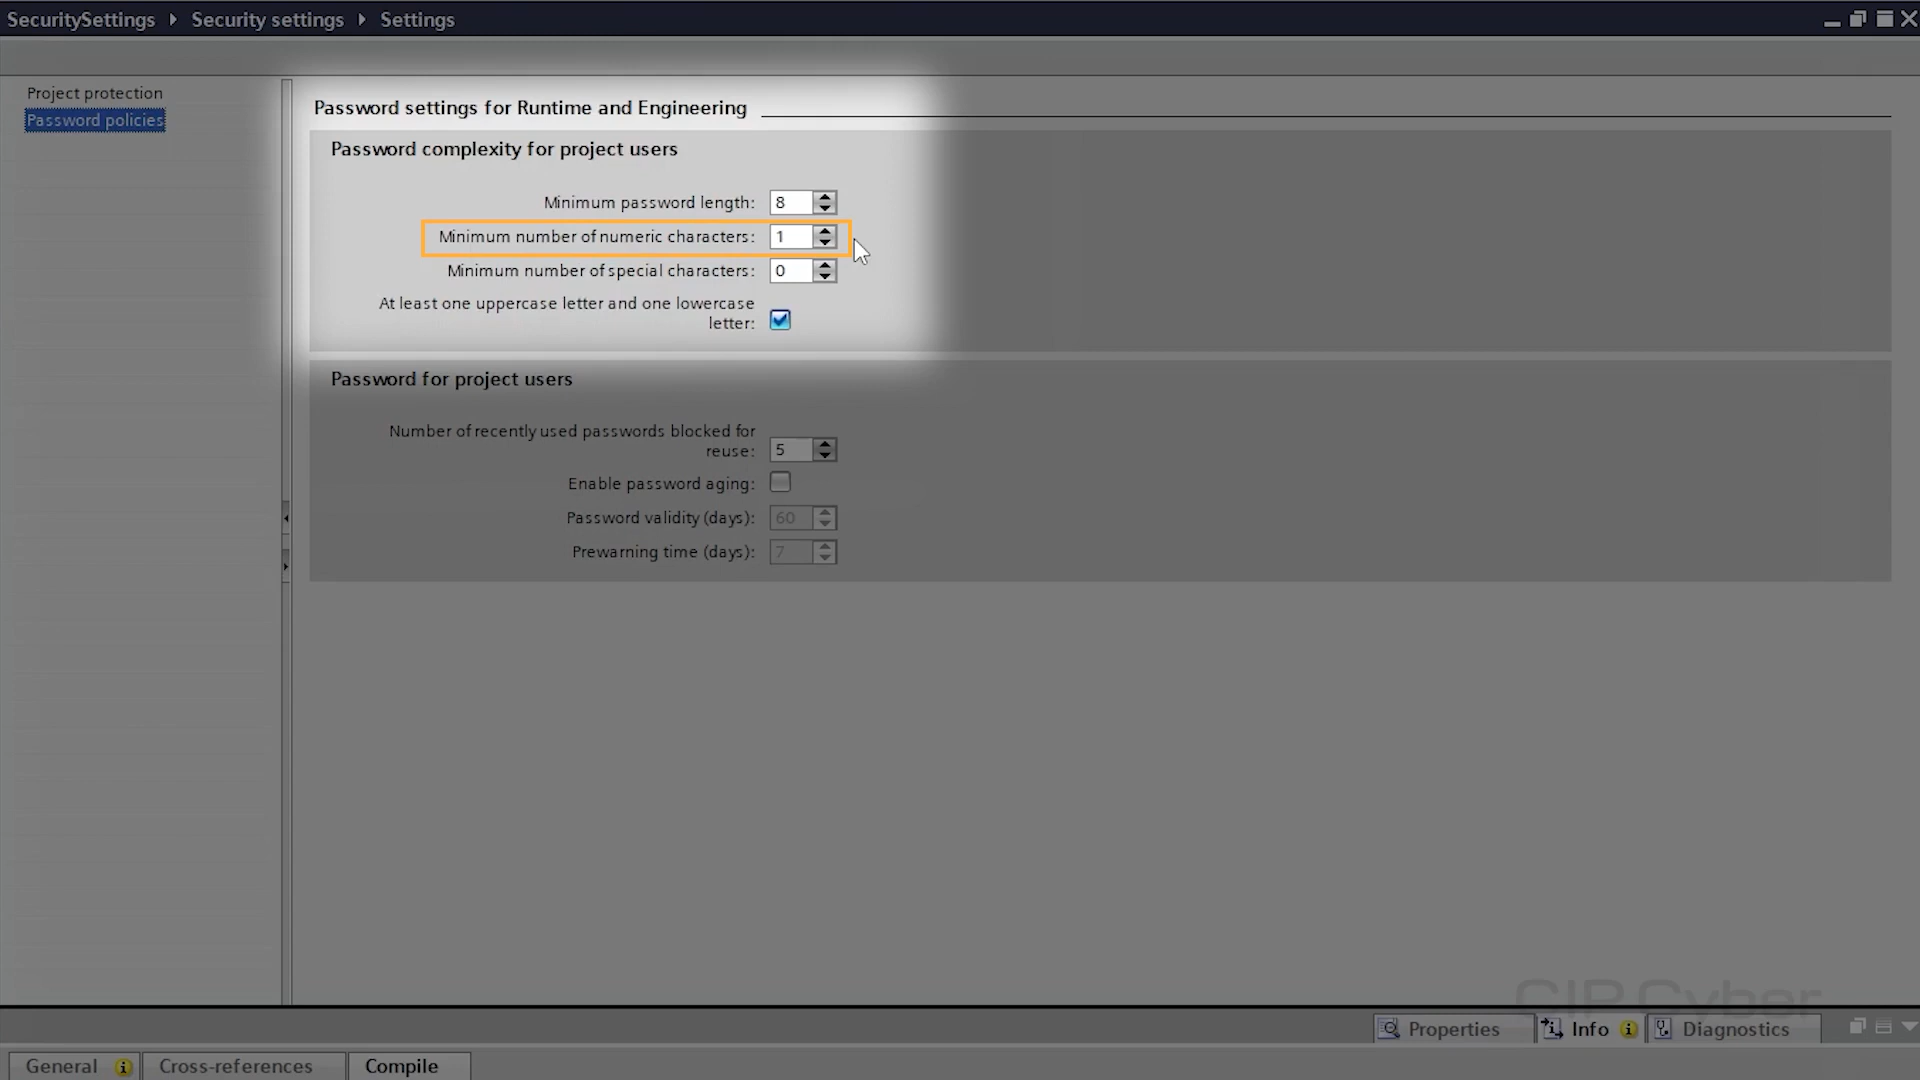 SecuritySettings Security settings Settings
Project protection
Password policies
Password settings for Runtime and Engineering
Password complexity for project users
Minimum password length: 8
Minimum number of numeric characters: 1
Minimum number of special characters: 0
At least one uppercase letter and one lowercase
letter:
Password for project users
Number of recently used passwords blocked for
reuse: 5
Enable password aging:
Password validity (days): 60
Prewarning time (days): 7
CIP Cyber
Properties Info Diagnostics
General Cross-references Compile